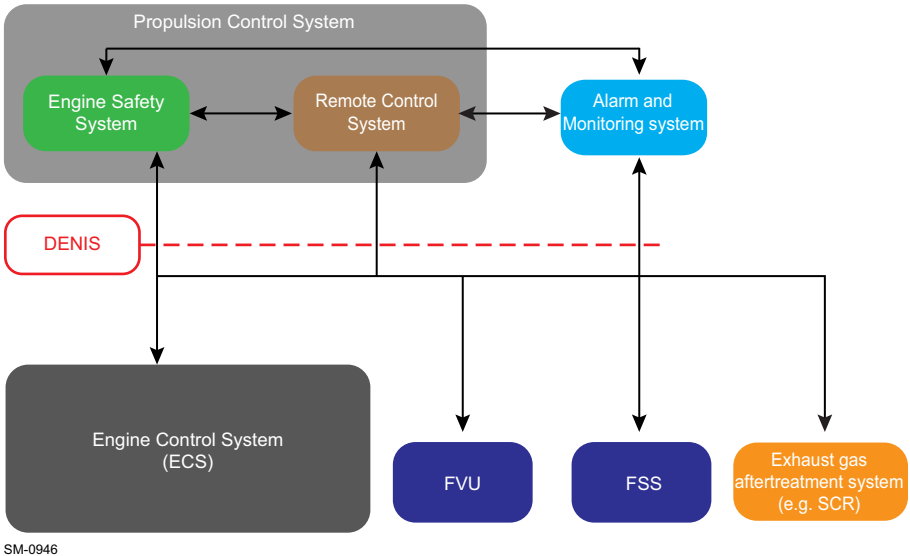 Propulsion Control System
Engine Safety
System
Remote Control
System
Alarm and
Monitoring system
DENIS
Engine Control System
(ECS)
FVU
FSS
Exhaust gas
aftertreatment system
(e.g. SCR)
SM-0946